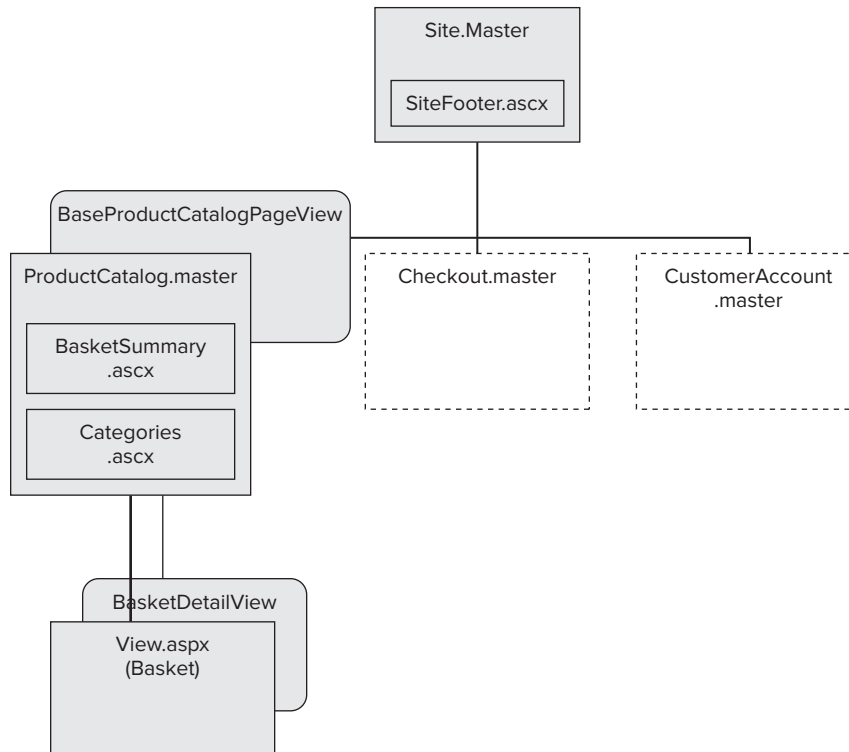 Site.Master
SiteFooter.ascx
BaseProductCatalogPageView
ProductCatalog.master
BasketSummary
.ascx
Categories
.ascx
Checkout.master
CustomerAccount
.master
BasketDetailView
View.aspx
(Basket)